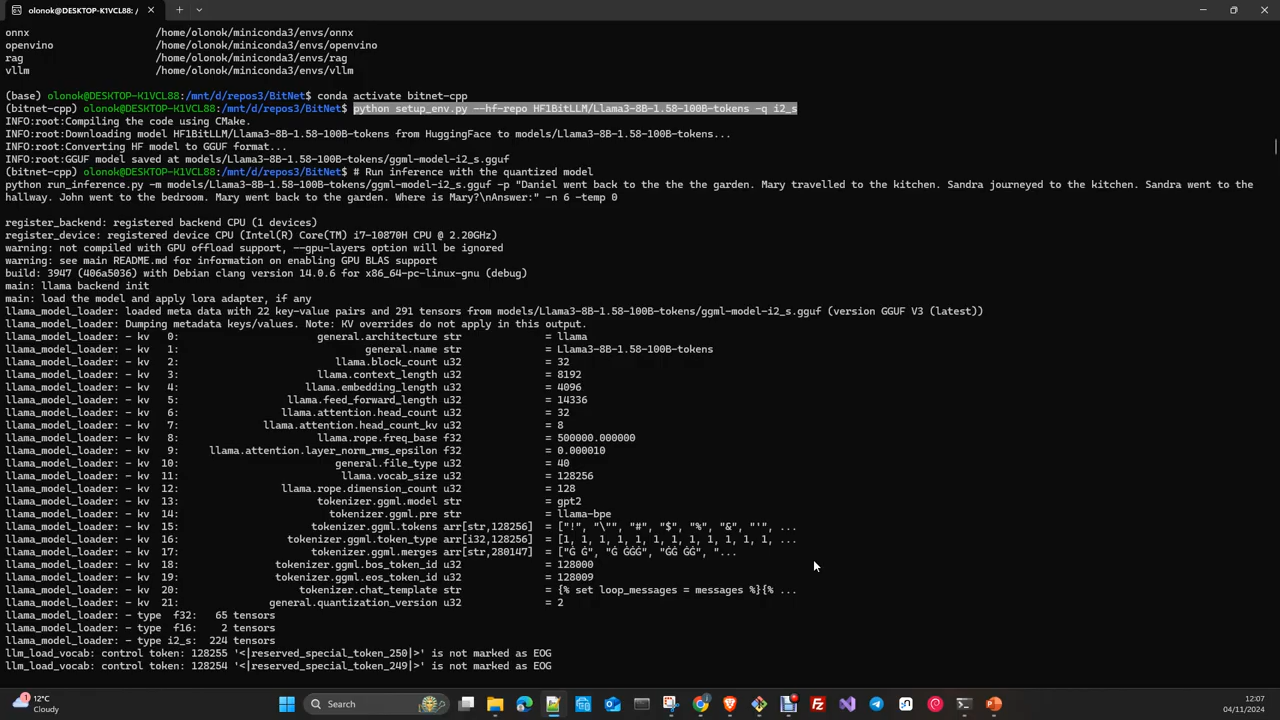 olonok@DESKTOP-K1VCL88: /
onnx /home/olonok/miniconda3/envs/onnx
openvino /home/olonok/miniconda3/envs/openvino
rag /home/olonok/miniconda3/envs/rag
vllm /home/olonok/miniconda3/envs/vllm
(base) olonok@DESKTOP-K1VCL88:/mnt/d/repos3/BitNet$ conda activate bitnet-cpp
(bitnet-cpp) olonok@DESKTOP-K1VCL88:/mnt/d/repos3/BitNet$ python setup_env.py --hf-repo HF1BitLLM/Llama3-8B-1.58-100B-tokens -q i2_s
INFO:root:Compiling the code using CMake.
INFO:root:Downloading model HF1BitLLM/Llama3-8B-1.58-100B-tokens from HuggingFace to models/Llama3-8B-1.58-100B-tokens...
INFO:root:Converting HF model to GGUF format...
INFO:root:GGUF model saved at models/Llama3-8B-1.58-100B-tokens/ggml-model-i2_s.gguf
(bitnet-cpp) olonok@DESKTOP-K1VCL88:/mnt/d/repos3/BitNet$ # Run inference with the quantized model
python run_inference.py -m models/Llama3-8B-1.58-100B-tokens/ggml-model-i2_s.gguf -p "Daniel went back to the the the garden. Mary travelled to the kitchen. Sandra journeyed to the kitchen. Sandra went to the
hallway. John went to the bedroom. Mary went back to the garden. Where is Mary?\nAnswer:" -n 6 -temp 0
register_backend: registered backend CPU (1 devices)
register_device: registered device CPU (Intel(R) Core(TM) i7-10870H CPU @ 2.20GHz)
warning: not compiled with GPU offload support, --gpu-layers option will be ignored
warning: see main README.md for information on enabling GPU BLAS support
build: 3947 (406a5036) with Debian clang version 14.0.6 for x86_64-pc-linux-gnu (debug)
main: llama backend init
main: load the model and apply lora adapter, if any
llama_model_loader: loaded meta data with 22 key-value pairs and 291 tensors from models/Llama3-8B-1.58-100B-tokens/ggml-model-i2_s.gguf (version GGUF V3 (latest))
llama_model_loader: Dumping metadata keys/values. Note: KV overrides do not apply in this output.
llama_model_loader: - kv 0: general.architecture str = llama
llama_model_loader: - kv 1: general.name str = Llama3-8B-1.58-100B-tokens
llama_model_loader: - kv 2: llama.block_count u32 = 32
llama_model_loader: - kv 3: llama.context_length u32 = 8192
llama_model_loader: - kv 4: llama.embedding_length u32 = 4096
llama_model_loader: - kv 5: llama.feed_forward_length u32 = 14336
llama_model_loader: - kv 6: llama.attention.head_count u32 = 32
llama_model_loader: - kv 7: llama.attention.head_count_kv u32 = 8
llama_model_loader: - kv 8: llama.rope.freq_base f32 = 500000.000000
llama_model_loader: - kv 9: llama.attention.layer_norm_rms_epsilon f32 = 0.000010
llama_model_loader: - kv 10: general.file_type u32 = 40
llama_model_loader: - kv 11: llama.vocab_size u32 = 128256
llama_model_loader: - kv 12: llama.rope.dimension_count u32 = 128
llama_model_loader: - kv 13: tokenizer.ggml.model str = gpt2
llama_model_loader: - kv 14: tokenizer.ggml.pre str = llama-bpe
llama_model_loader: - kv 15: tokenizer.ggml.tokens arr[str,128256] = ["!", "\"", "#", "$", "%", "&", "'", ...
llama_model_loader: - kv 16: tokenizer.ggml.token_type arr[i32,128256] = [1, 1, 1, 1, 1, 1, 1, 1, 1, 1, 1, 1, ...
llama_model_loader: - kv 17: tokenizer.ggml.merges arr[str,280147] = ["Ġ Ġ", "Ġ ĠĠĠ", "ĠĠ ĠĠ", "...
llama_model_loader: - kv 18: tokenizer.ggml.bos_token_id u32 = 128000
llama_model_loader: - kv 19: tokenizer.ggml.eos_token_id u32 = 128009
llama_model_loader: - kv 20: tokenizer.chat_template str = {% set loop_messages = messages %}{% ...
llama_model_loader: - kv 21: general.quantization_version u32 = 2
llama_model_loader: - type f32: 65 tensors
llama_model_loader: - type f16: 2 tensors
llama_model_loader: - type i2_s: 224 tensors
llm_load_vocab: control token: 128255 '<|reserved_special_token_250|>' is not marked as EOG
llm_load_vocab: control token: 128254 '<|reserved_special_token_249|>' is not marked as EOG
1
12°C
Cloudy
Search
12:07
04/11/2024